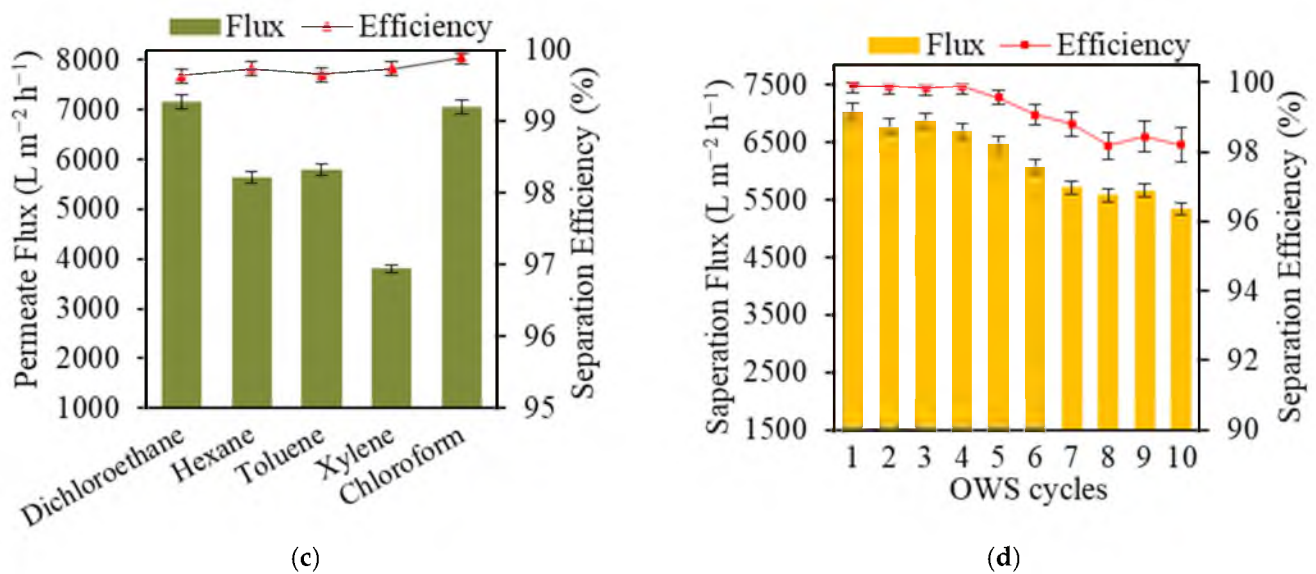 Flux Efficiency
Permeate Flux (L m⁻² h⁻¹)
8000
7000
6000
5000
4000
3000
2000
1000
100
99
98
97
96
95
Separation Efficiency (%)
Dichloroethane
Hexane
Toluene
Xylene
Chloroform
(c)
Flux Efficiency
Saperation Flux (L m⁻² h⁻¹)
7500
6500
5500
4500
3500
2500
1500
100
98
96
94
92
90
Separation Efficiency (%)
1 2 3 4 5 6 7 8 9 10
OWS cycles
(d)